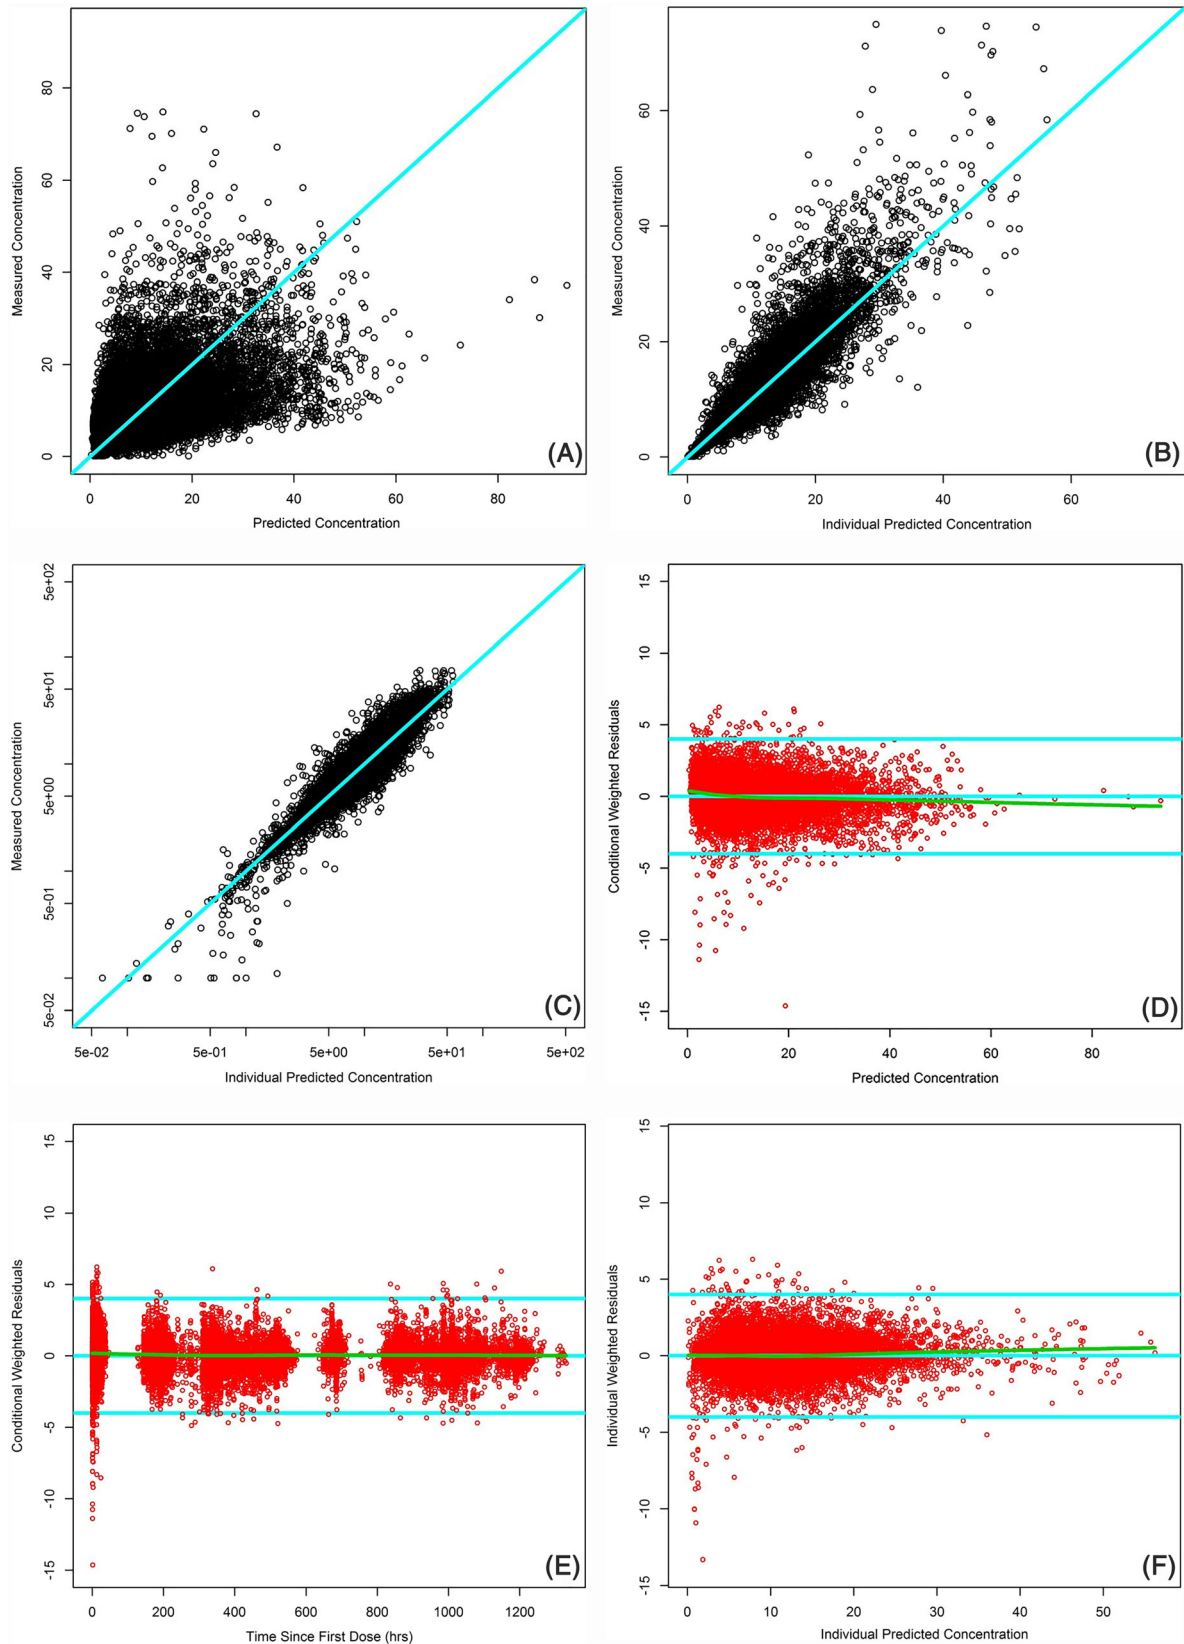 80
60
40
20
0
Measured Concentration
0 20 40 60 80
Predicted Concentration
(A)
60
40
20
0
Measured Concentration
0 20 40 60
Individual Predicted Concentration
(B)
5e+02
5e+01
5e+00
5e-01
5e-02
Measured Concentration
5e-02 5e-01 5e+00 5e+01 5e+02
Individual Predicted Concentration
(C)
15
10
5
0
-5
-10
-15
Conditional Weighted Residuals
0 20 40 60 80
Predicted Concentration
(D)
15
10
5
0
-5
-10
-15
Conditional Weighted Residuals
0 200 400 600 800 1000 1200
Time Since First Dose (hrs)
(E)
15
10
5
0
-5
-10
-15
Individual Weighted Residuals
0 10 20 30 40 50
Individual Predicted Concentration
(F)